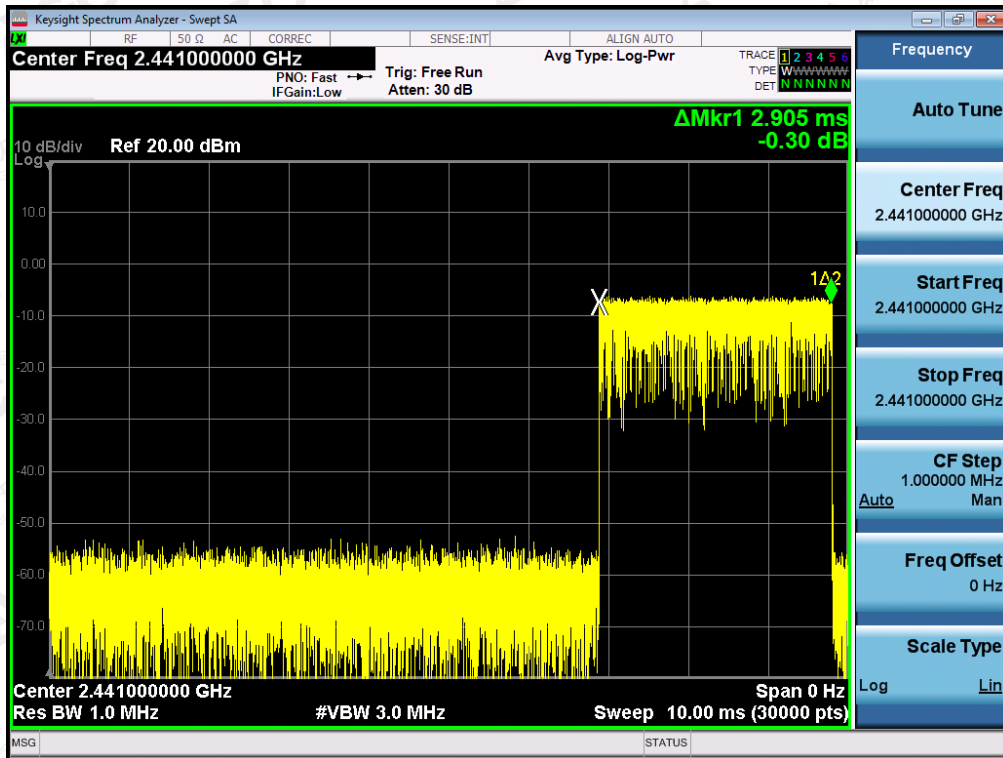 Keysight Spectrum Analyzer - Swept SA
LXI RF 50 Ω AC CORREC SENSE:INT ALIGN AUTO
Center Freq 2.441000000 GHz
PNO: Fast
IFGain:Low
Trig: Free Run
Atten: 30 dB
Avg Type: Log-Pwr
TRACE 1 2 3 4 5 6
TYPE WWWWWW
DET N N N N N N
ΔMkr1 2.905 ms
-0.30 dB
10 dB/div Ref 20.00 dBm
Log
10.0
0.00
-10.0
-20.0
-30.0
-40.0
-50.0
-60.0
-70.0
1Δ2
X
Center 2.441000000 GHz Span 0 Hz
Res BW 1.0 MHz #VBW 3.0 MHz Sweep 10.00 ms (30000 pts)
MSG STATUS
Frequency
Auto Tune
Center Freq
2.441000000 GHz
Start Freq
2.441000000 GHz
Stop Freq
2.441000000 GHz
CF Step
1.000000 MHz
Auto Man
Freq Offset
0 Hz
Scale Type
Log Lin